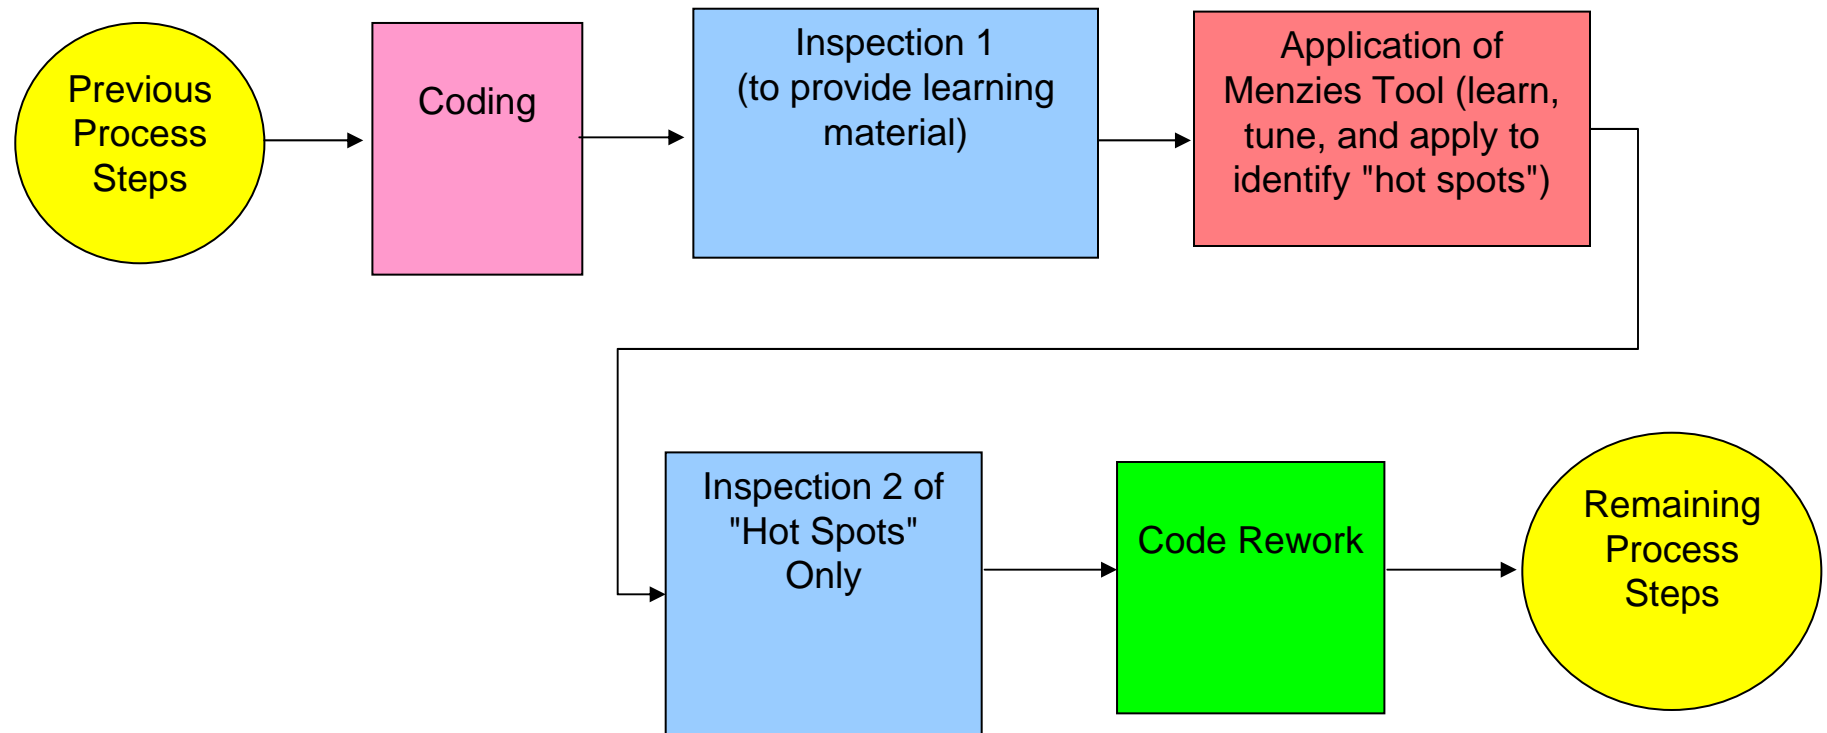 Previous
Process
Steps
Coding
Inspection 1
(to provide learning
material)
Application of
Menzies Tool (learn,
tune, and apply to
identify "hot spots")
Inspection 2 of
"Hot Spots"
Only
Code Rework
Remaining
Process
Steps